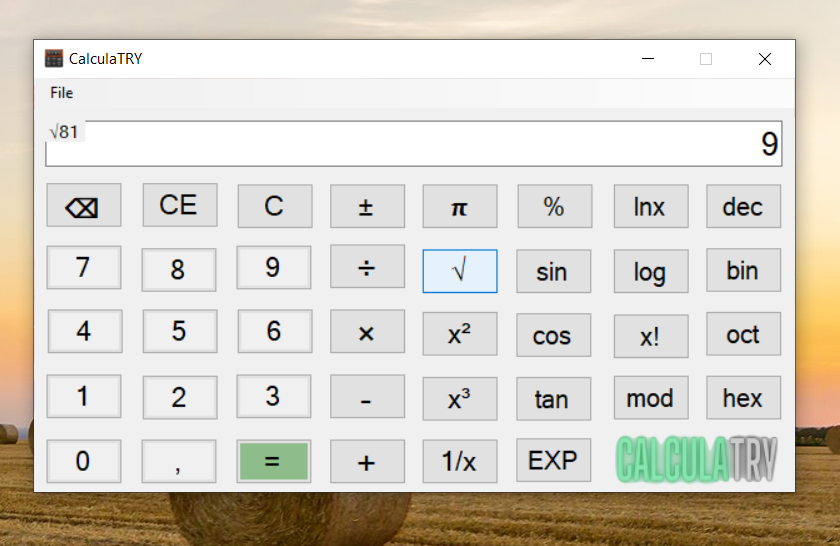 CalculaTRY
File
√81
9
⌫ CE C ± π % lnx dec
7 8 9 ÷ √ sin log bin
4 5 6 × x² cos x! oct
1 2 3 - x³ tan mod hex
0 , = + 1/x EXP CALCULATRY